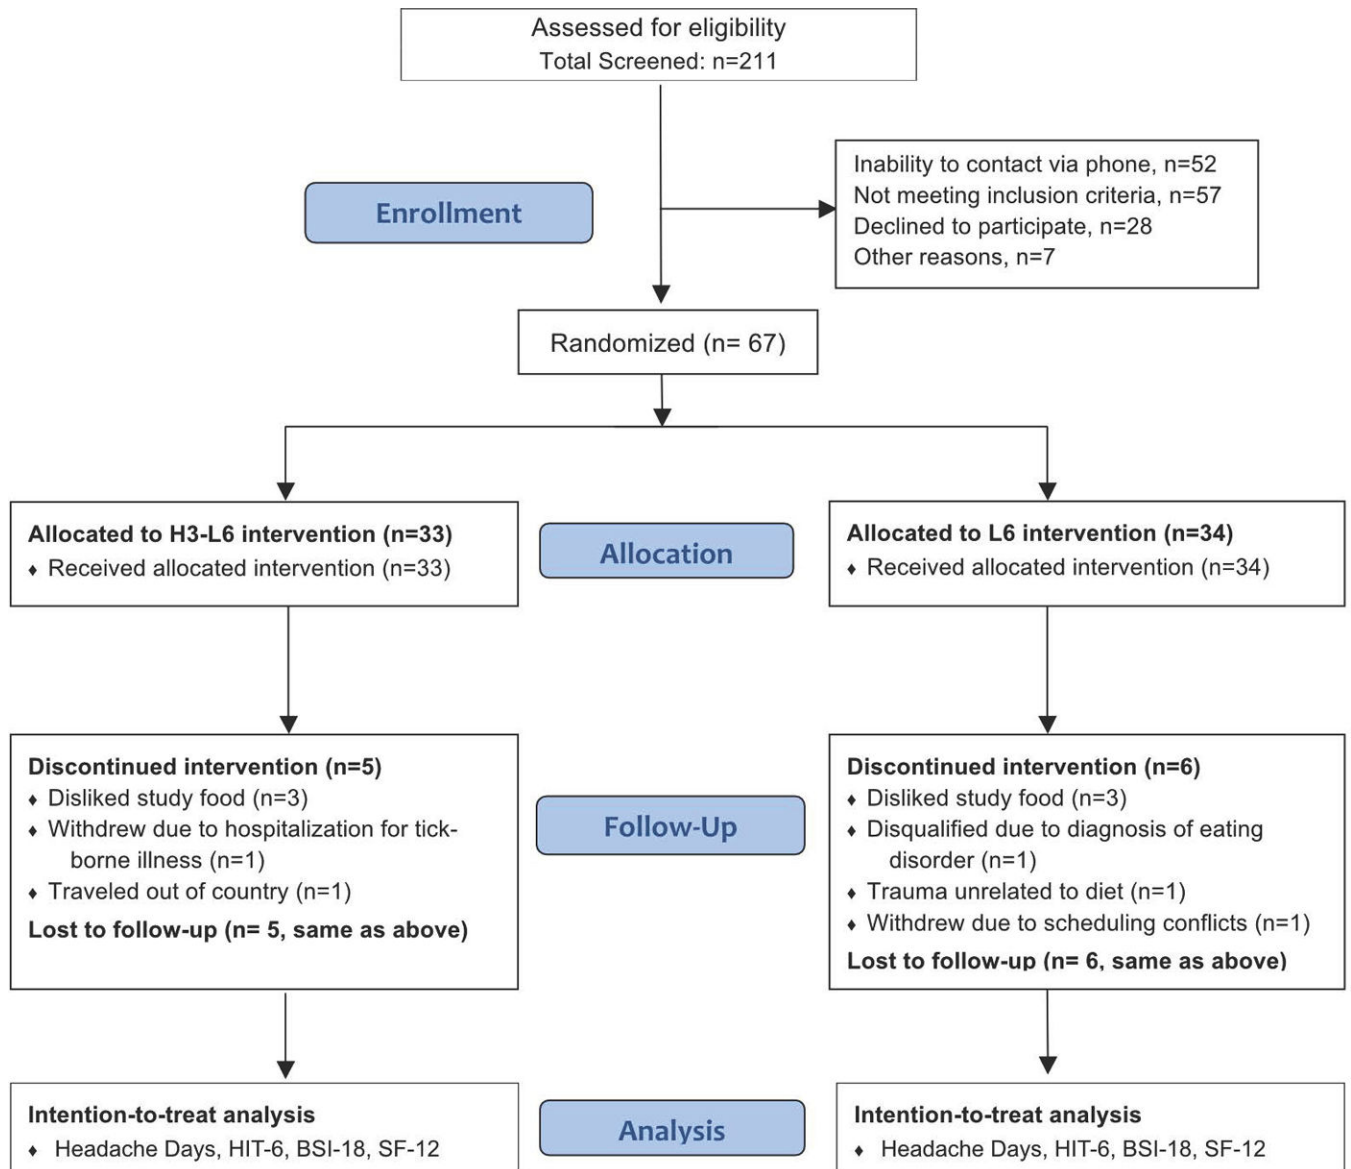 Assessed for eligibility
Total Screened: n=211
Inability to contact via phone, n=52
Not meeting inclusion criteria, n=57
Declined to participate, n=28
Other reasons, n=7
Enrollment
Randomized (n= 67)
Allocated to H3-L6 intervention (n=33)
♦ Received allocated intervention (n=33)
Allocation
Allocated to L6 intervention (n=34)
♦ Received allocated intervention (n=34)
Discontinued intervention (n=5)
♦ Disliked study food (n=3)
♦ Withdrew due to hospitalization for tick-
borne illness (n=1)
♦ Traveled out of country (n=1)
Lost to follow-up (n= 5, same as above)
Follow-Up
Discontinued intervention (n=6)
♦ Disliked study food (n=3)
♦ Disqualified due to diagnosis of eating
disorder (n=1)
♦ Trauma unrelated to diet (n=1)
♦ Withdrew due to scheduling conflicts (n=1)
Lost to follow-up (n= 6, same as above)
Intention-to-treat analysis
♦ Headache Days, HIT-6, BSI-18, SF-12
Analysis
Intention-to-treat analysis
♦ Headache Days, HIT-6, BSI-18, SF-12